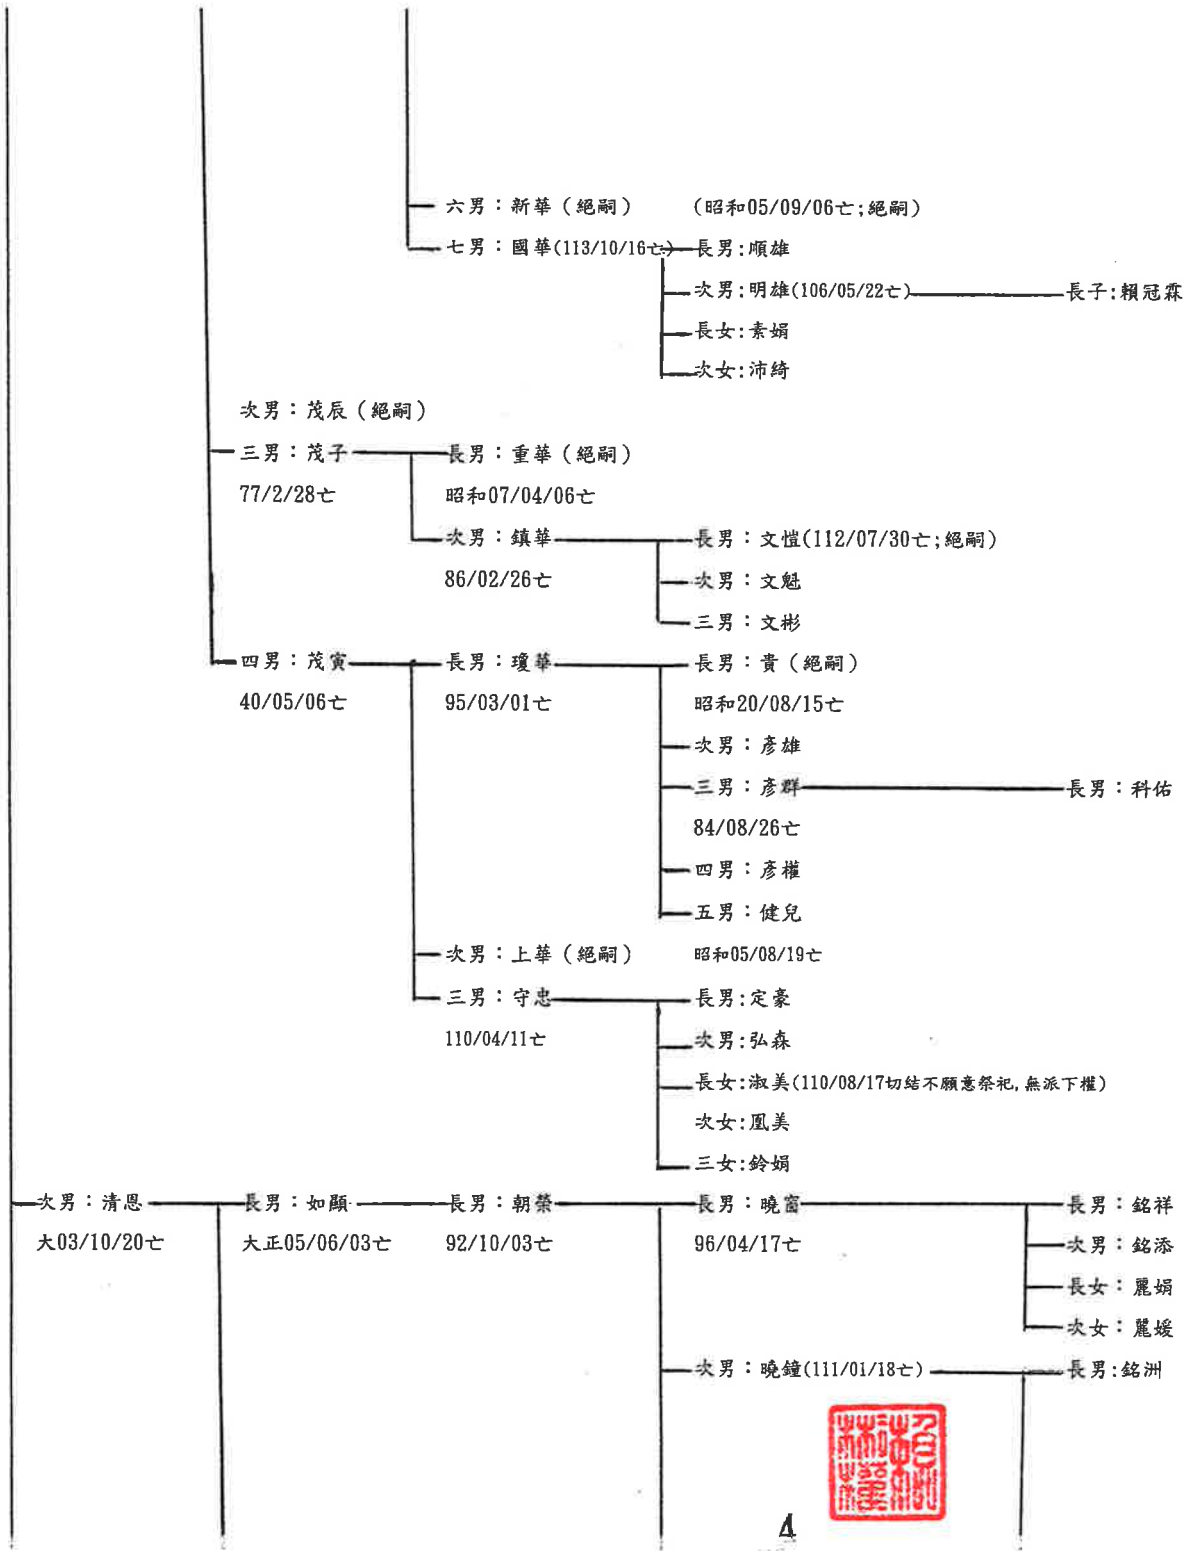 六男：新華（絕嗣） （昭和05/09/06亡;絕嗣）
七男：國華(113/10/16亡) 長男:順雄
次男:明雄(106/05/22亡) 長子:賴冠霖
長女:素娟
次女:沛綺
次男：茂辰（絕嗣）
三男：茂子 長男：重華（絕嗣）
77/2/28亡 昭和07/04/06亡
次男：鎮華 長男：文愷(112/07/30亡;絕嗣)
86/02/26亡 次男：文魁
三男：文彬
四男：茂寅 長男：瓊華 長男：貴（絕嗣）
40/05/06亡 95/03/01亡 昭和20/08/15亡
次男：彥雄
三男：彥群 長男：科佑
84/08/26亡
四男：彥權
五男：健兒
次男：上華（絕嗣） 昭和05/08/19亡
三男：守忠 長男:定豪
110/04/11亡 次男:弘森
長女:淑美(110/08/17切結不願意祭祀,無派下權)
次女:凰美
三女:鈴娟
次男：清恩 長男：如顯 長男：朝榮 長男：曉窗 長男：銘祥
大03/10/20亡 大正05/06/03亡 92/10/03亡 96/04/17亡 次男：銘添
長女：麗娟
次女：麗媛
次男：曉鐘(111/01/18亡) 長男:銘洲
4